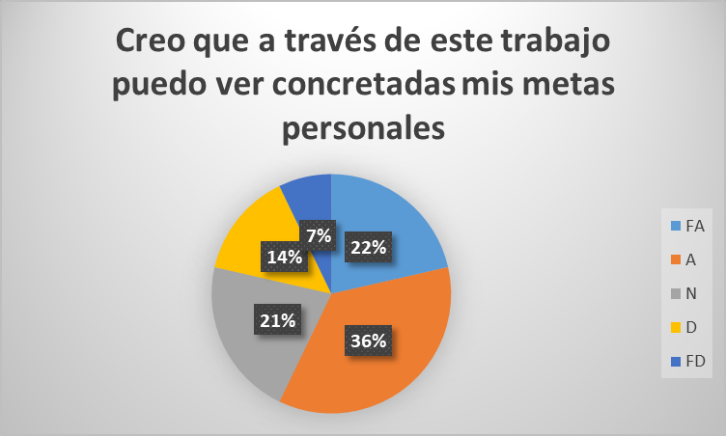 Creo que a través de este trabajo
puedo ver concretadas mis metas
personales
7%
22%
14%
21%
36%
FA
A
N
D
FD